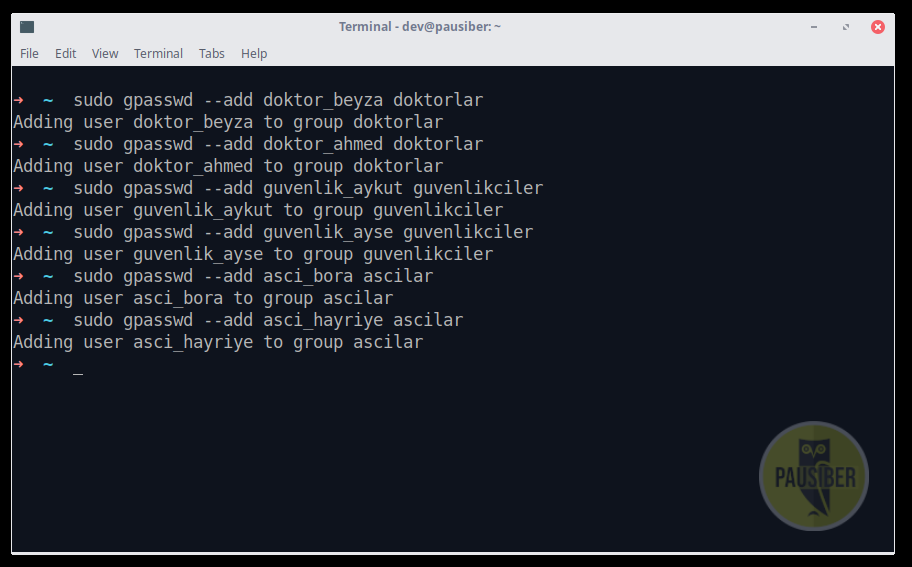 Terminal - dev@pausiber: ~
File Edit View Terminal Tabs Help
➜ ~ sudo gpasswd --add doktor_beyza doktorlar
Adding user doktor_beyza to group doktorlar
➜ ~ sudo gpasswd --add doktor_ahmed doktorlar
Adding user doktor_ahmed to group doktorlar
➜ ~ sudo gpasswd --add guvenlik_aykut guvenlikciler
Adding user guvenlik_aykut to group guvenlikciler
➜ ~ sudo gpasswd --add guvenlik_ayse guvenlikciler
Adding user guvenlik_ayse to group guvenlikciler
➜ ~ sudo gpasswd --add asci_bora ascilar
Adding user asci_bora to group ascilar
➜ ~ sudo gpasswd --add asci_hayriye ascilar
Adding user asci_hayriye to group ascilar
➜ ~ _
PAUSIBER